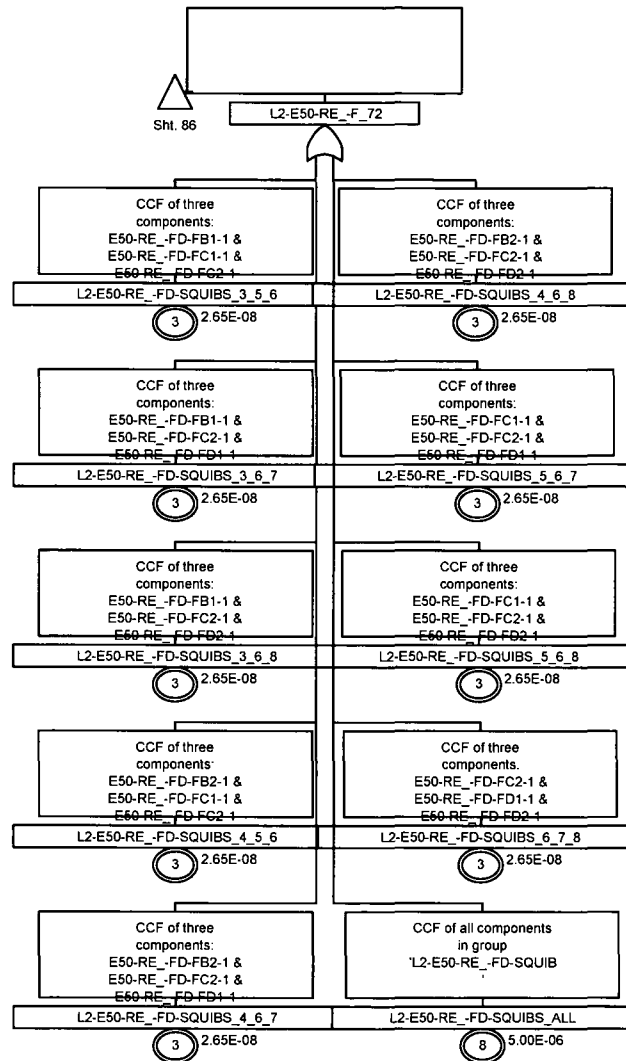 Sht. 86
L2-E50-RE_-F_72
CCF of three
components:
E50-RE_-FD-FB1-1 &
E50-RE_-FD-FC1-1 &
E50-RE_-FD-FC2-1
L2-E50-RE_-FD-SQUIBS_3_5_6
3
2.65E-08
CCF of three
components:
E50-RE_-FD-FB2-1 &
E50-RE_-FD-FC2-1 &
E50-RE_-FD-FD2-1
L2-E50-RE_-FD-SQUIBS_4_6_8
3
2.65E-08
CCF of three
components:
E50-RE_-FD-FB1-1 &
E50-RE_-FD-FC2-1 &
E50-RE_-FD-FD1-1
L2-E50-RE_-FD-SQUIBS_3_6_7
3
2.65E-08
CCF of three
components:
E50-RE_-FD-FC1-1 &
E50-RE_-FD-FC2-1 &
E50-RE_-FD-FD1-1
L2-E50-RE_-FD-SQUIBS_5_6_7
3
2.65E-08
CCF of three
components:
E50-RE_-FD-FB1-1 &
E50-RE_-FD-FC2-1 &
E50-RE_-FD-FD2-1
L2-E50-RE_-FD-SQUIBS_3_6_8
3
2.65E-08
CCF of three
components:
E50-RE_-FD-FC1-1 &
E50-RE_-FD-FC2-1 &
E50-RE_-FD-FD2-1
L2-E50-RE_-FD-SQUIBS_5_6_8
3
2.65E-08
CCF of three
components:
E50-RE_-FD-FB2-1 &
E50-RE_-FD-FC1-1 &
E50-RE_-FD-FC2-1
L2-E50-RE_-FD-SQUIBS_4_5_6
3
2.65E-08
CCF of three
components.
E50-RE_-FD-FC2-1 &
E50-RE_-FD-FD1-1 &
E50-RE_-FD-FD2-1
L2-E50-RE_-FD-SQUIBS_6_7_8
3
2.65E-08
CCF of three
components:
E50-RE_-FD-FB2-1 &
E50-RE_-FD-FC2-1 &
E50-RE_-FD-FD1-1
L2-E50-RE_-FD-SQUIBS_4_6_7
3
2.65E-08
CCF of all components
in group
'L2-E50-RE_-FD-SQUIB
'
L2-E50-RE_-FD-SQUIBS_ALL
8
5.00E-06